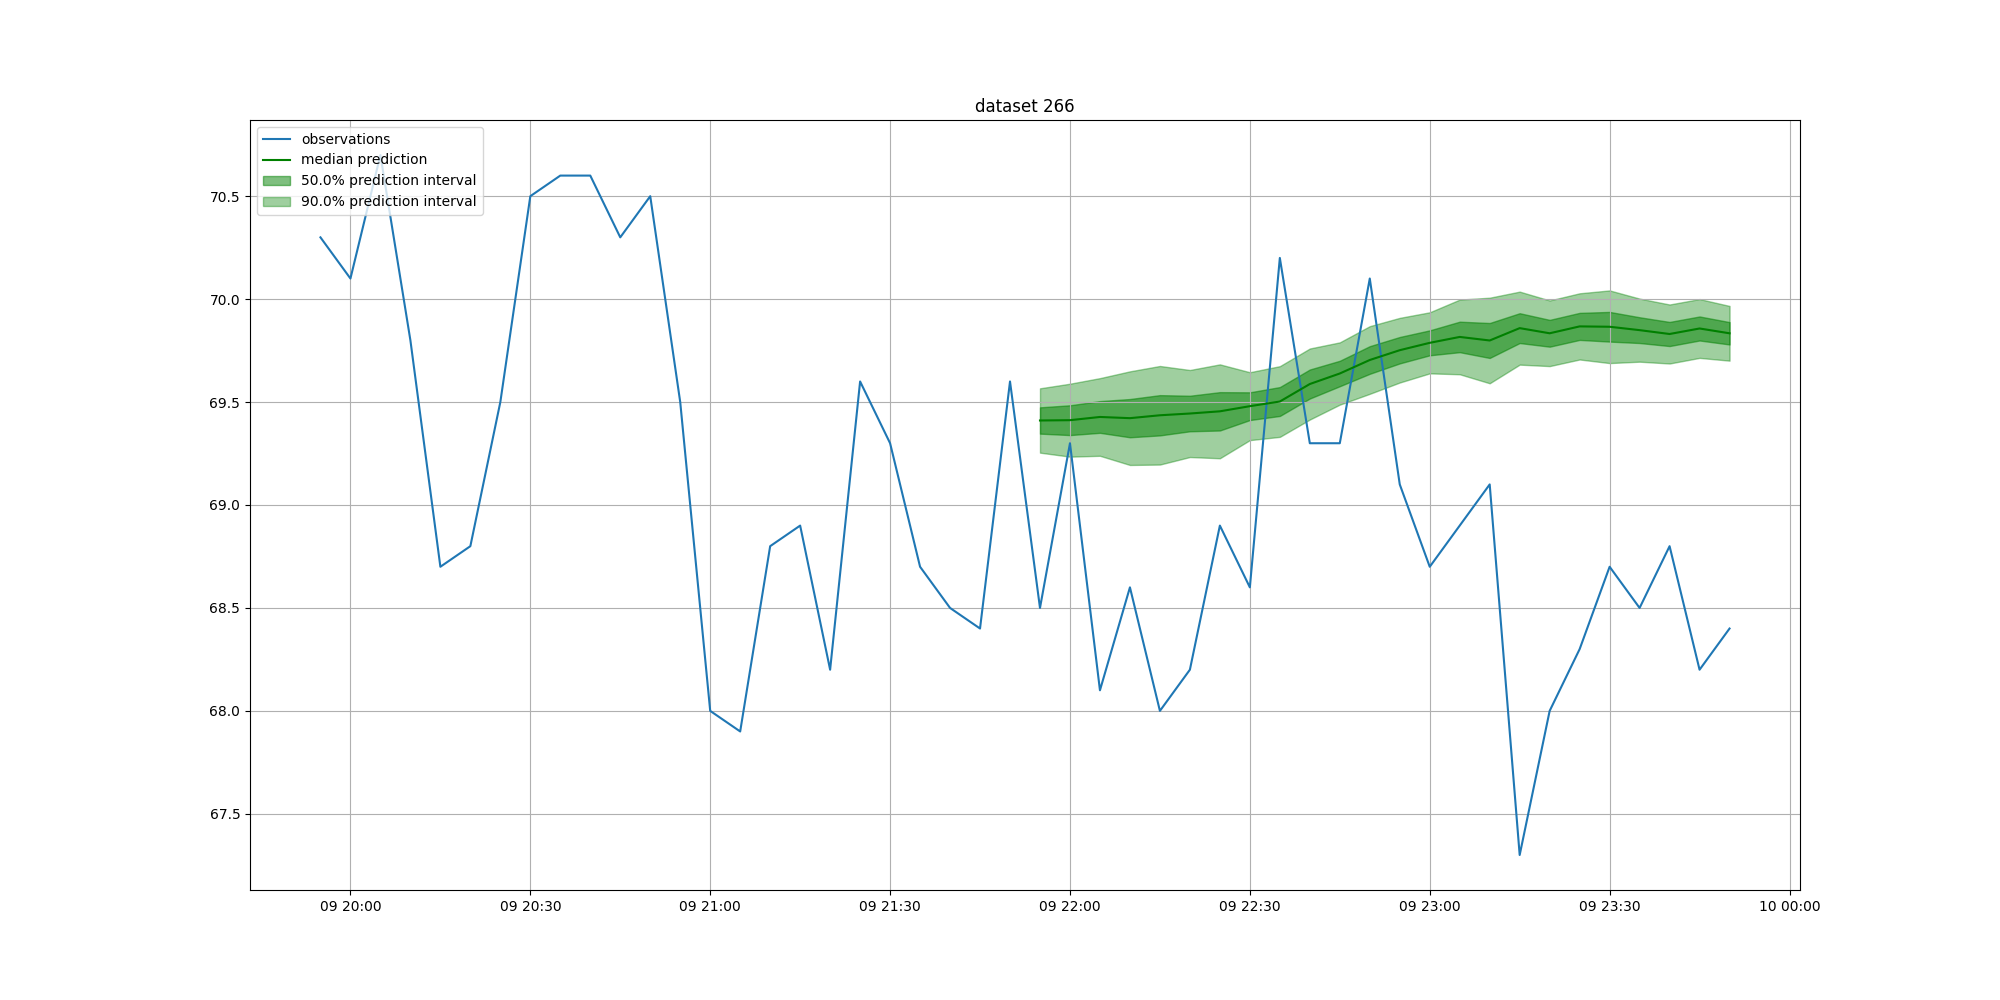 dataset 266
observations
median prediction
50.0% prediction interval
90.0% prediction interval
70.5
70.0
69.5
69.0
68.5
68.0
67.5
09 20:00 09 20:30 09 21:00 09 21:30 09 22:00 09 22:30 09 23:00 09 23:30 10 00:00